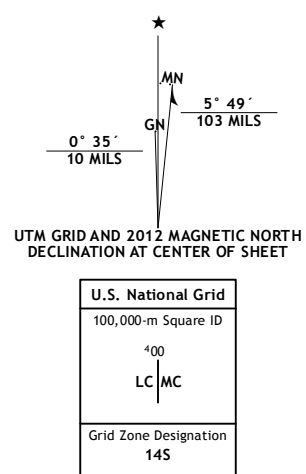 ★
MN
GN
5° 49´
103 MILS
0° 35´
10 MILS
UTM GRID AND 2012 MAGNETIC NORTH
DECLINATION AT CENTER OF SHEET
U.S. National Grid
100,000-m Square ID
⁴00
LC MC
Grid Zone Designation
14S